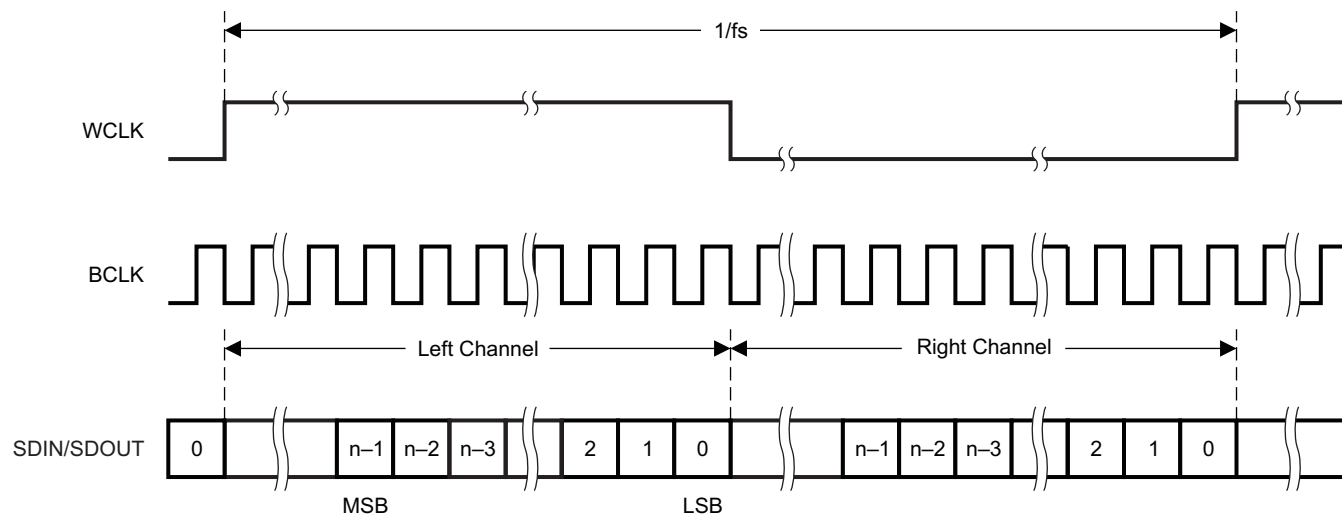 1/fs
WCLK
BCLK
Left Channel
Right Channel
SDIN/SDOUT 0 n–1 n–2 n–3 2 1 0 n–1 n–2 n–3 2 1 0
MSB LSB